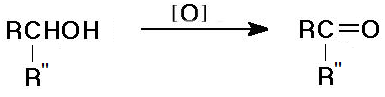 RCHOH [O] RC=O
R" R"